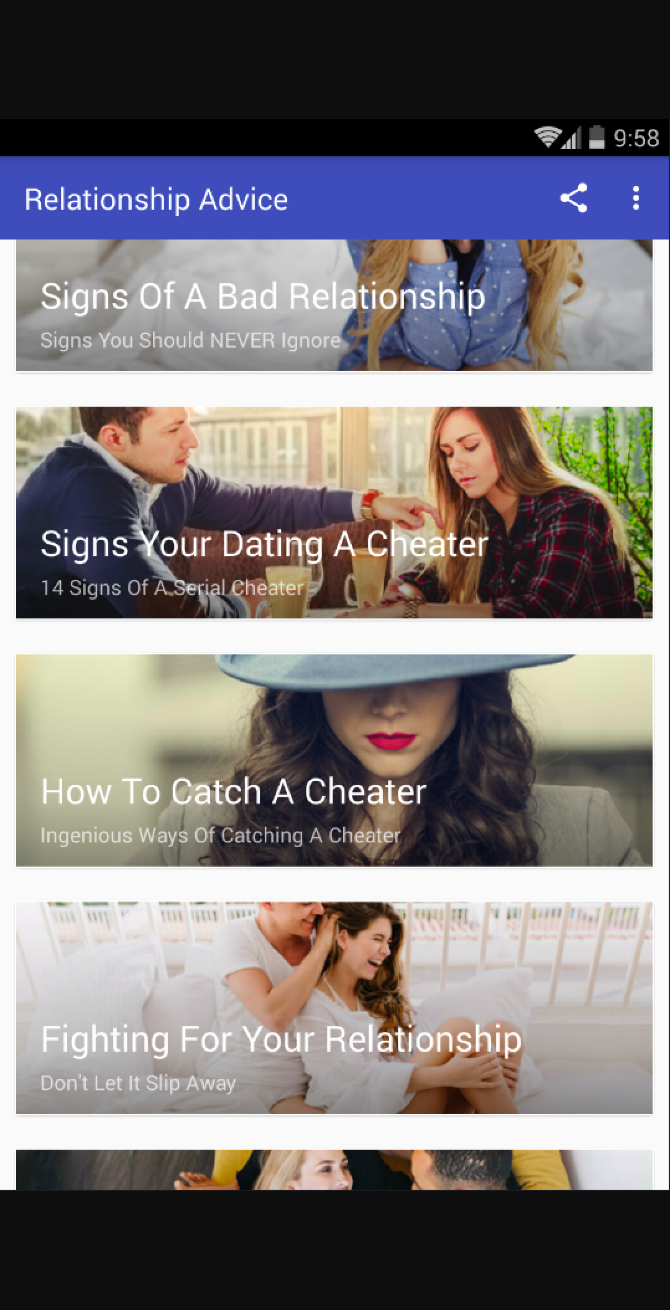 9:58
Relationship Advice
Signs Of A Bad Relationship
Signs You Should NEVER Ignore
Signs Your Dating A Cheater
14 Signs Of A Serial Cheater
How To Catch A Cheater
Ingenious Ways Of Catching A Cheater
Fighting For Your Relationship
Don't Let It Slip Away